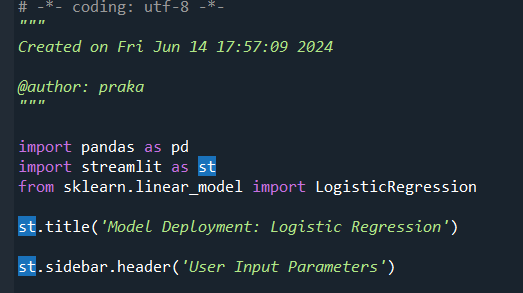 # -*- coding: utf-8 -*-
"""
Created on Fri Jun 14 17:57:09 2024
@author: praka
"""
import pandas as pd
import streamlit as st
from sklearn.linear_model import LogisticRegression
st.title('Model Deployment: Logistic Regression')
st.sidebar.header('User Input Parameters')